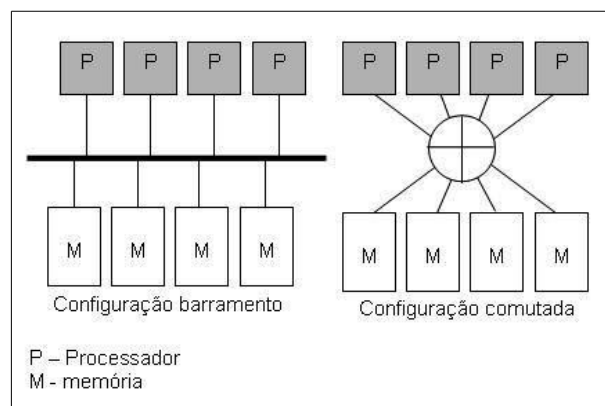 P P P P
P P P P
M M M M
M M M M
Configuração barramento
Configuração comutada
P – Processador
M - memória